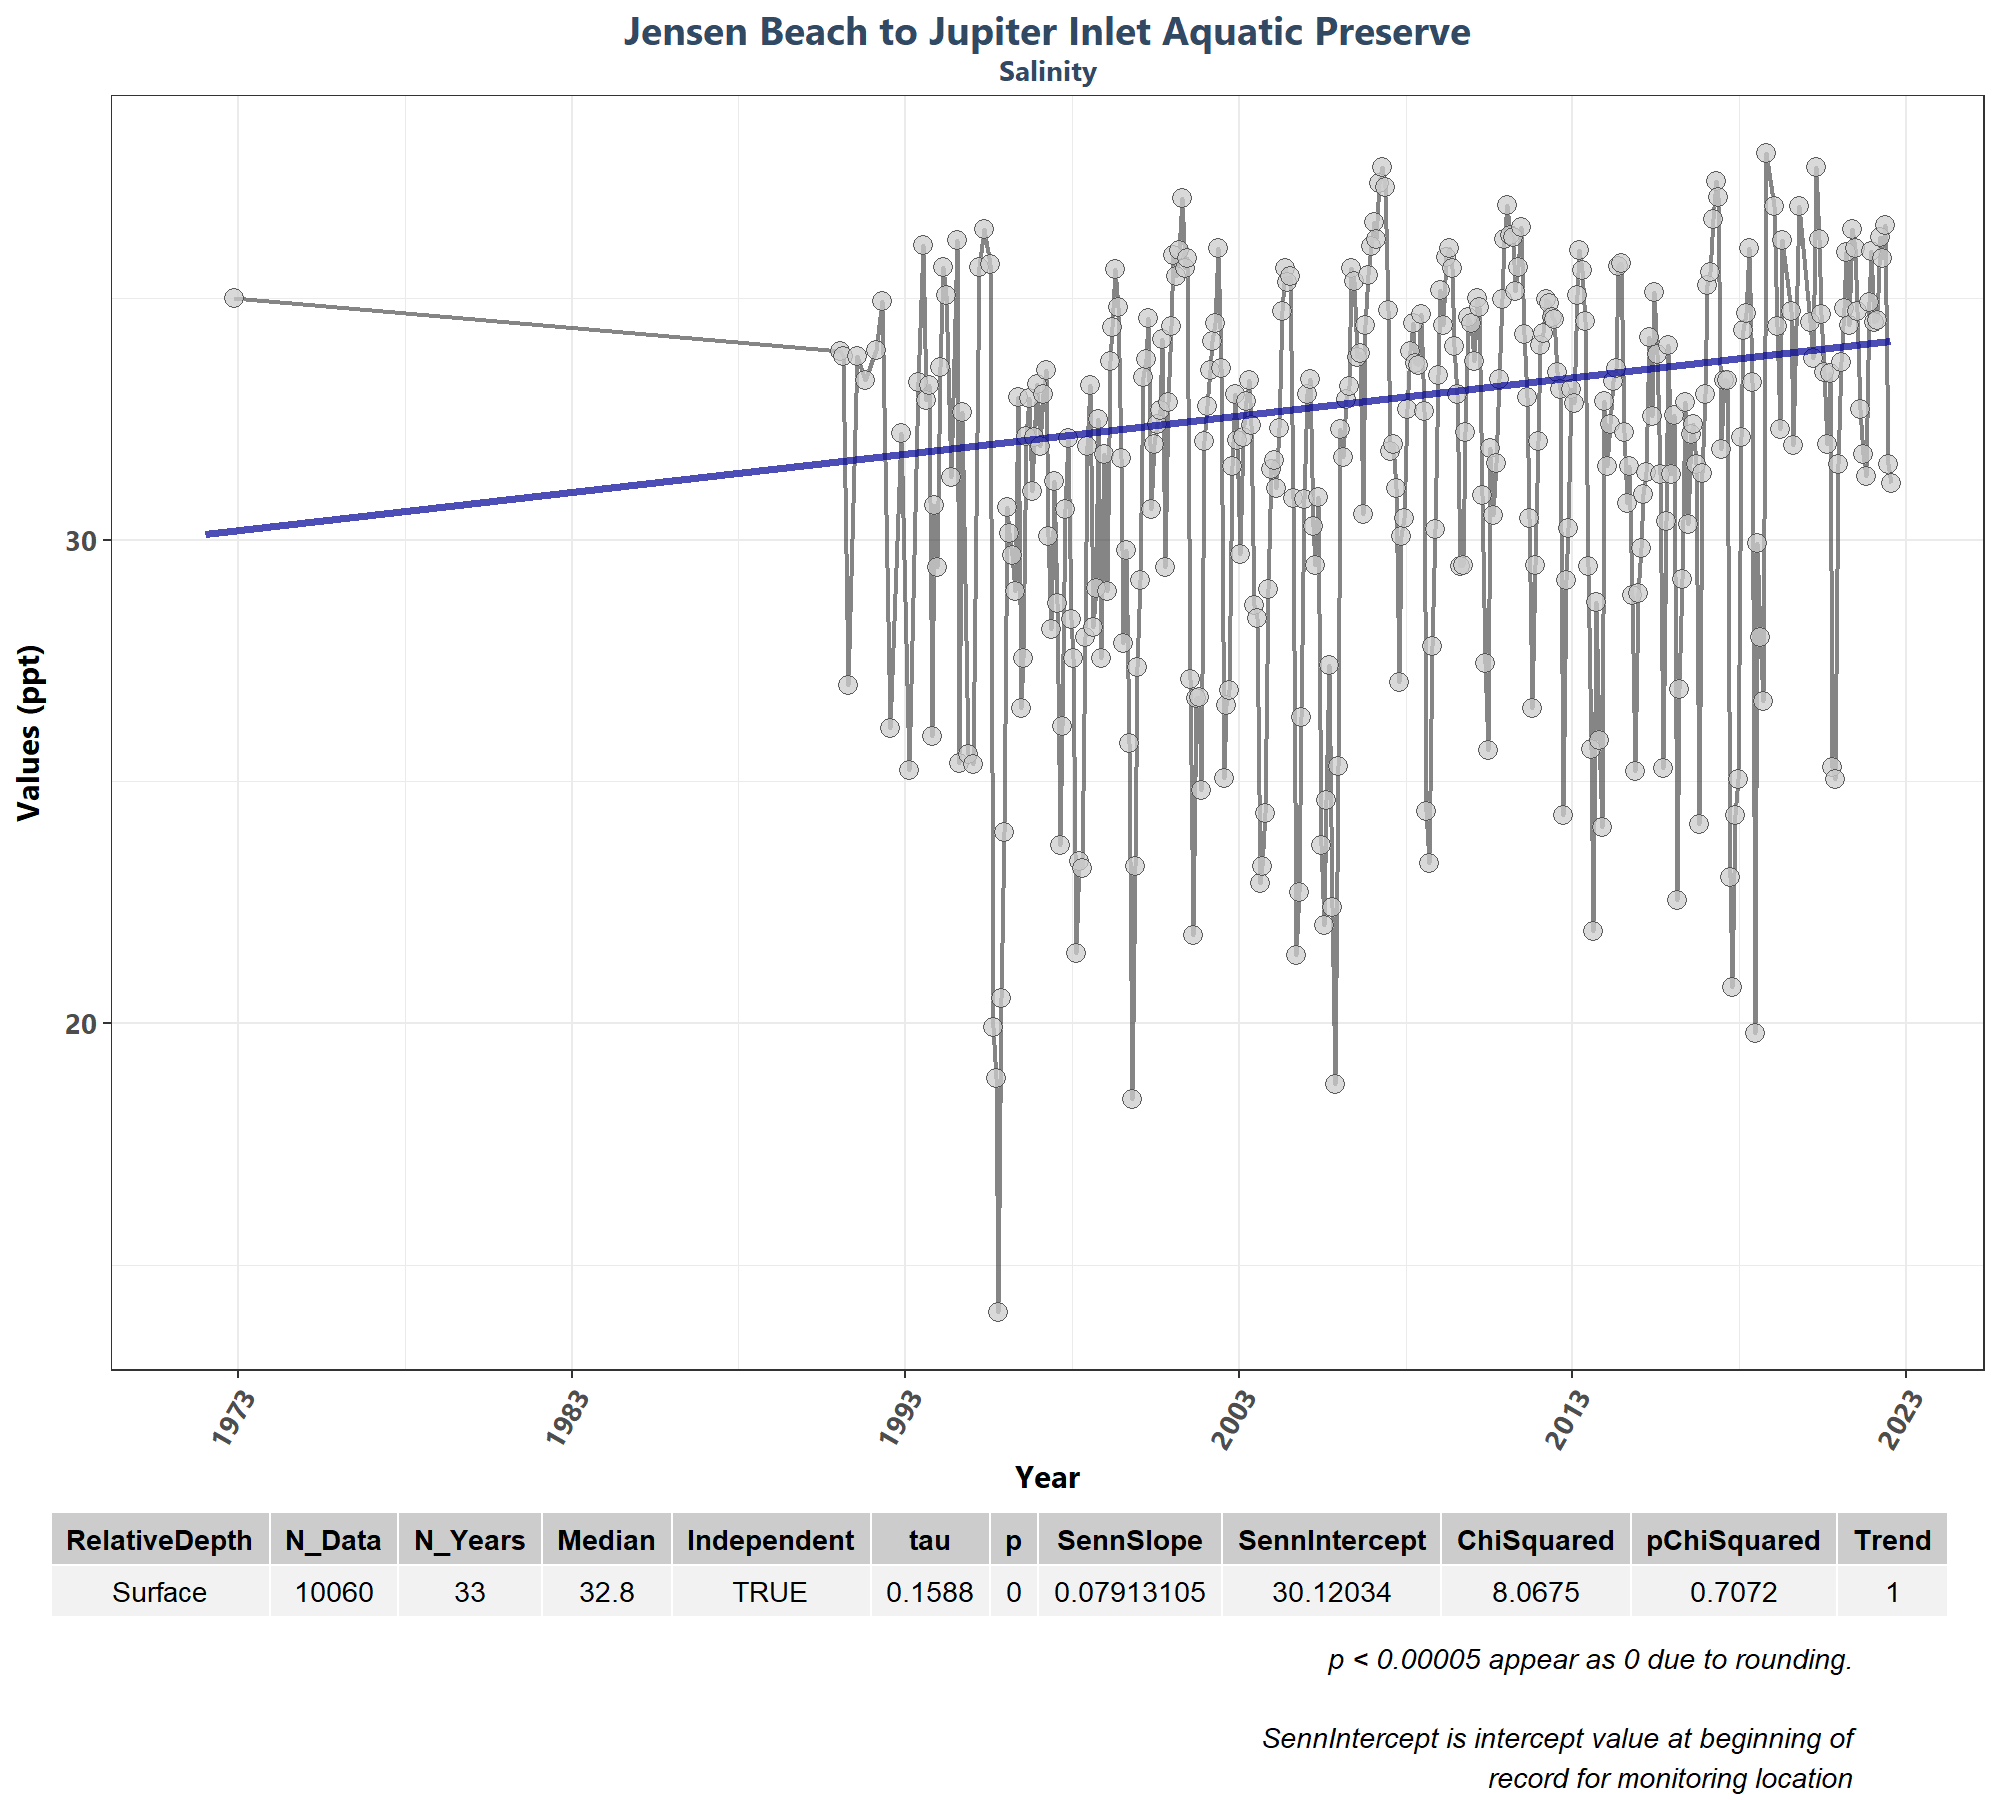 Jensen Beach to Jupiter Inlet Aquatic Preserve
Salinity
Values (ppt)
30
20
1973 1983 1993 2003 2013 2023
Year
RelativeDepth N_Data N_Years Median Independent tau p SennSlope SennIntercept ChiSquared pChiSquared Trend
Surface 10060 33 32.8 TRUE 0.1588 0 0.07913105 30.12034 8.0675 0.7072 1
p < 0.00005 appear as 0 due to rounding.
SennIntercept is intercept value at beginning of
record for monitoring location